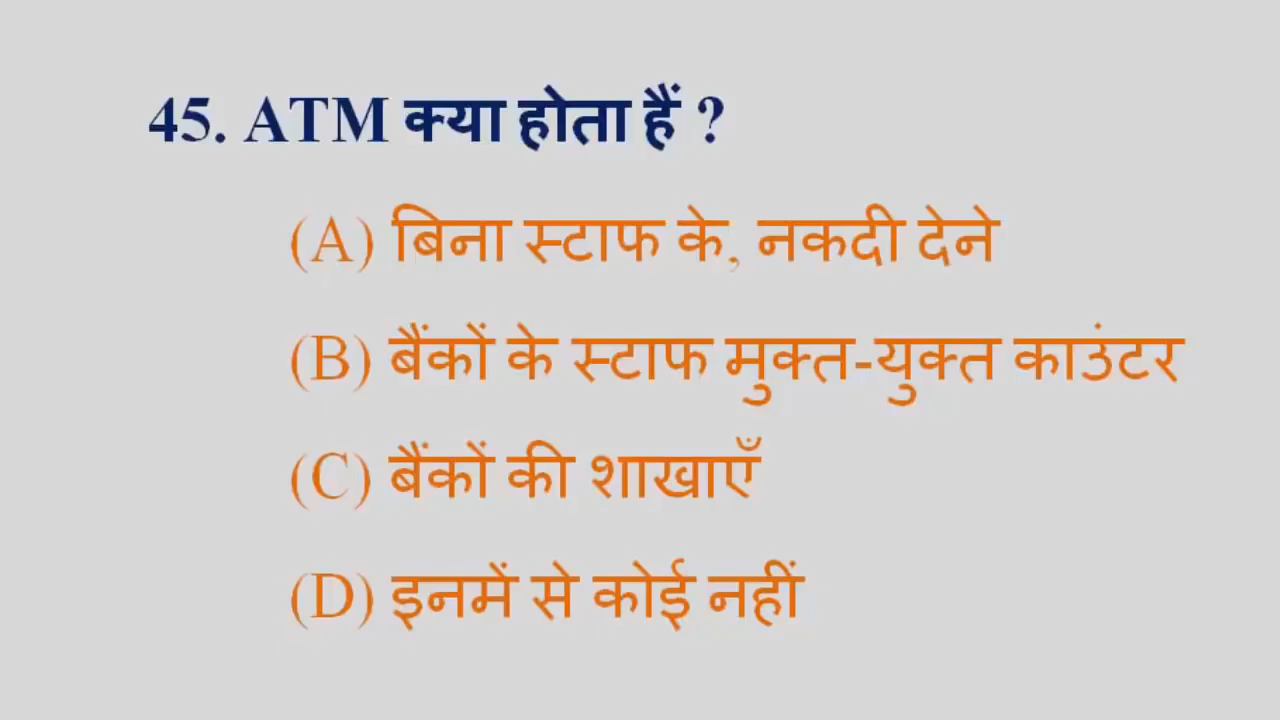 45. ATM क्या होता हैं ?
(A) बिना स्टाफ के, नकदी देने
(B) बैंकों के स्टाफ मुक्त-युक्त काउंटर
(C) बैंकों की शाखाएँ
(D) इनमें से कोई नहीं